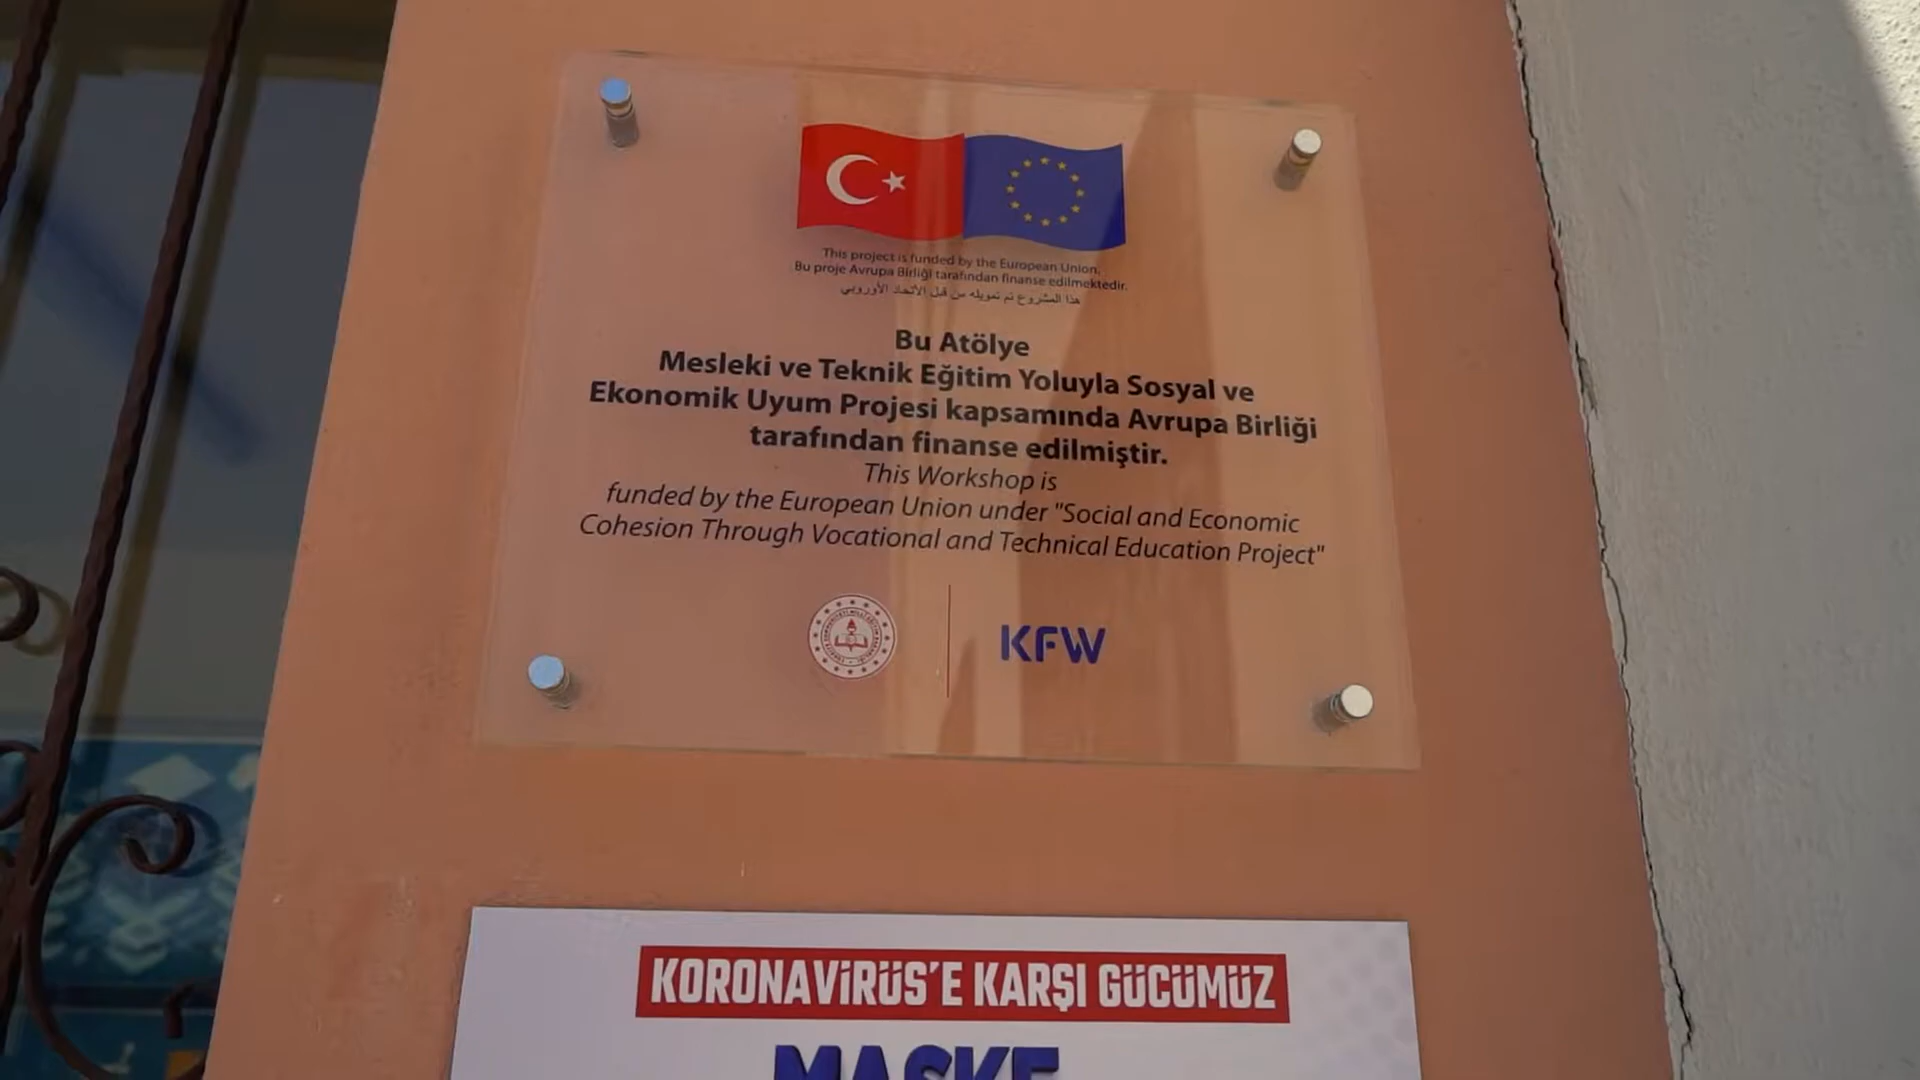 This project is funded by the European Union.
Bu proje Avrupa Birliği tarafından finanse edilmektedir.
هذا المشروع تم تمويله من قبل الاتحاد الأوروبي
Bu Atölye
Mesleki ve Teknik Eğitim Yoluyla Sosyal ve
Ekonomik Uyum Projesi kapsamında Avrupa Birliği
tarafından finanse edilmiştir.
This Workshop is
funded by the European Union under "Social and Economic
Cohesion Through Vocational and Technical Education Project"
KFW
KORONAVİRÜS'E KARŞI GÜCÜMÜZ
MASKE